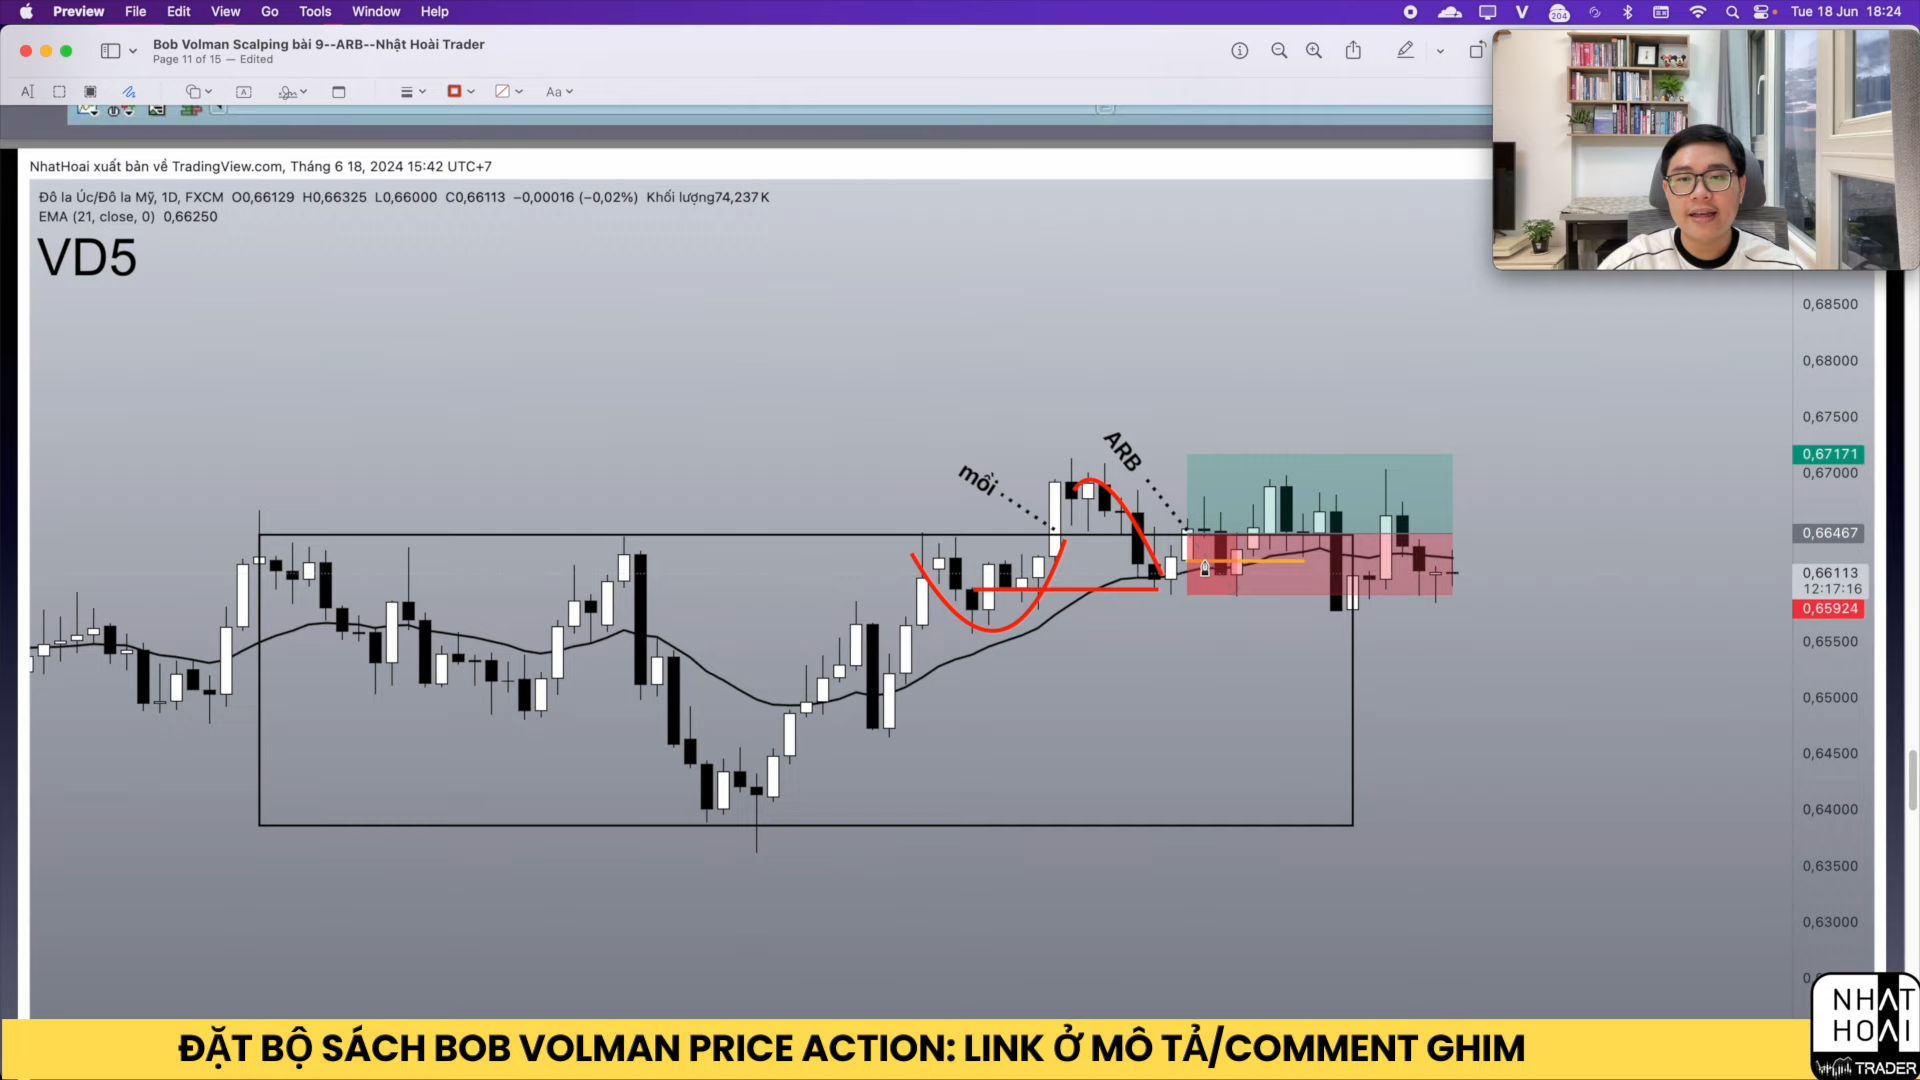 Preview File Edit View Go Tools Window Help
204
Tue 18 Jun 18:24
Bob Volman Scalping bài 9--ARB--Nhật Hoài Trader
Page 11 of 15 — Edited
Aa
NhatHoai xuất bản về TradingView.com, Tháng 6 18, 2024 15:42 UTC+7
Đô la Úc/Đô la Mỹ, 1D, FXCM O0,66129 H0,66325 L0,66000 C0,66113 −0,00016 (−0,02%) Khối lượng74,237K
EMA (21, close, 0) 0,66250
VD5
mồi
ARB
0,68500
0,68000
0,67500
0,67171
0,67000
0,66467
0,66113
12:17:16
0,65924
0,65500
0,65000
0,64500
0,64000
0,63500
0,63000
NHAT
HOAI
TRADER
ĐẶT BỘ SÁCH BOB VOLMAN PRICE ACTION: LINK Ở MÔ TẢ/COMMENT GHIM